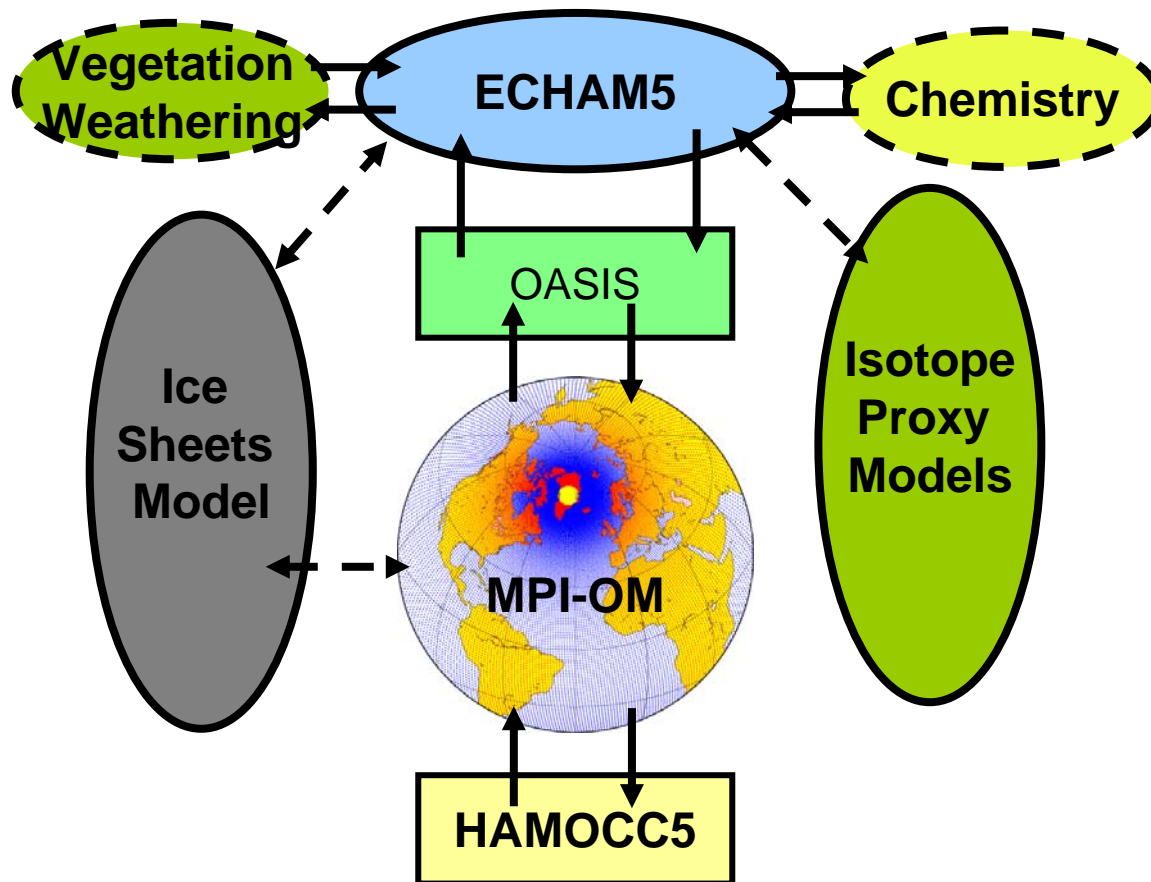 Vegetation
Weathering
ECHAM5
Chemistry
OASIS
Ice
Sheets
Model
Isotope
Proxy
Models
MPI-OM
HAMOCC5